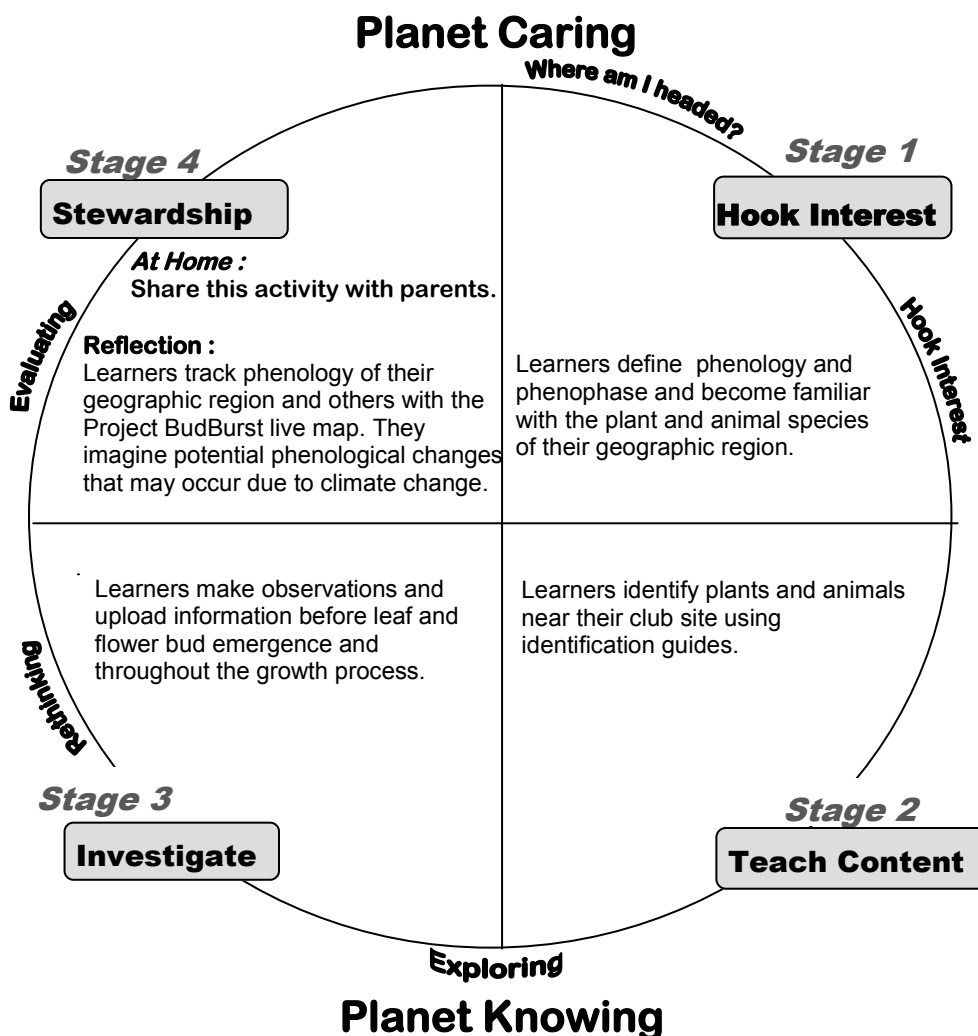 Planet Caring
Where am I headed?
Stage 1
Hook Interest
Hook Interest
Learners define phenology and
phenophase and become familiar
with the plant and animal species
of their geographic region.
Stage 2
Teach Content
Learners identify plants and animals
near their club site using
identification guides.
Exploring
Stage 3
Investigate
Learners make observations and
upload information before leaf and
flower bud emergence and
throughout the growth process.
Rethinking
Evaluating
Stage 4
Stewardship
At Home :
Share this activity with parents.
Reflection :
Learners track phenology of their
geographic region and others with the
Project BudBurst live map. They
imagine potential phenological changes
that may occur due to climate change.
Planet Knowing